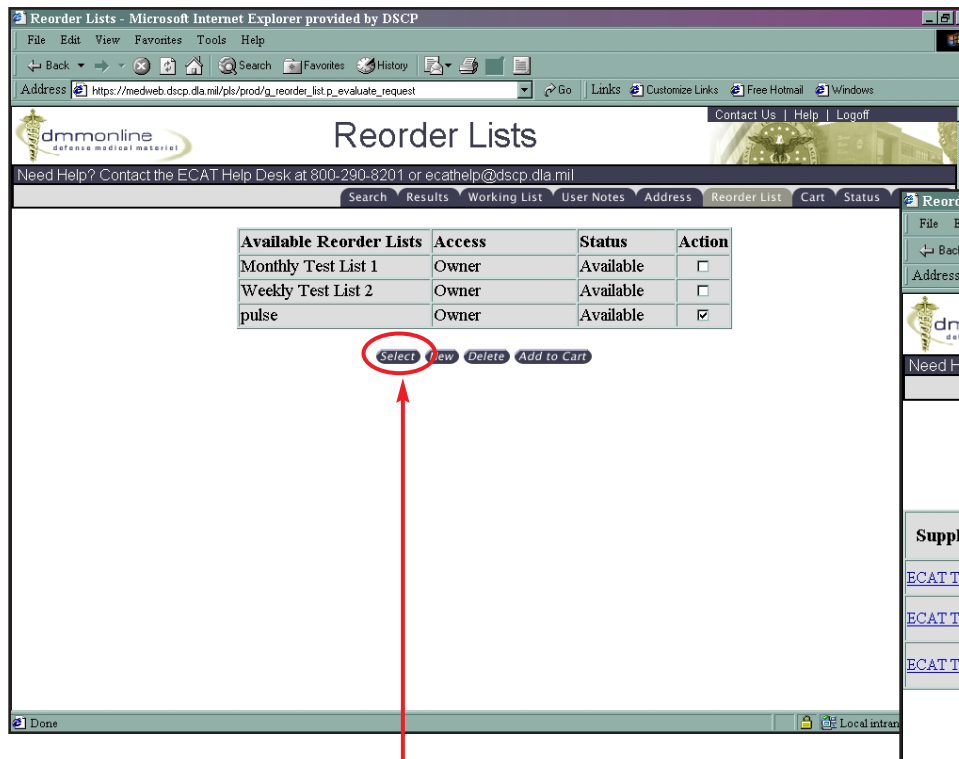 Reorder Lists - Microsoft Internet Explorer provided by DSCP
File Edit View Favorites Tools Help
Back Search Favorites History
Address https://medweb.dscp.dla.mil/pls/prod/g_reorder_list.p_evaluate_request Go Links Customize Links Free Hotmail Windows
Contact Us | Help | Logoff
dmmonline
defense medical materiel
Reorder Lists
Need Help? Contact the ECAT Help Desk at 800-290-8201 or ecathelp@dscp.dla.mil
Search Results Working List User Notes Address Reorder List Cart Status
Available Reorder Lists Access Status Action
Monthly Test List 1 Owner Available
Weekly Test List 2 Owner Available
pulse Owner Available
Select New Delete Add to Cart
Done
Local intran
Reord
File E
Bac
Address
dm
de
Need H
Suppl
ECAT T
ECAT T
ECAT T